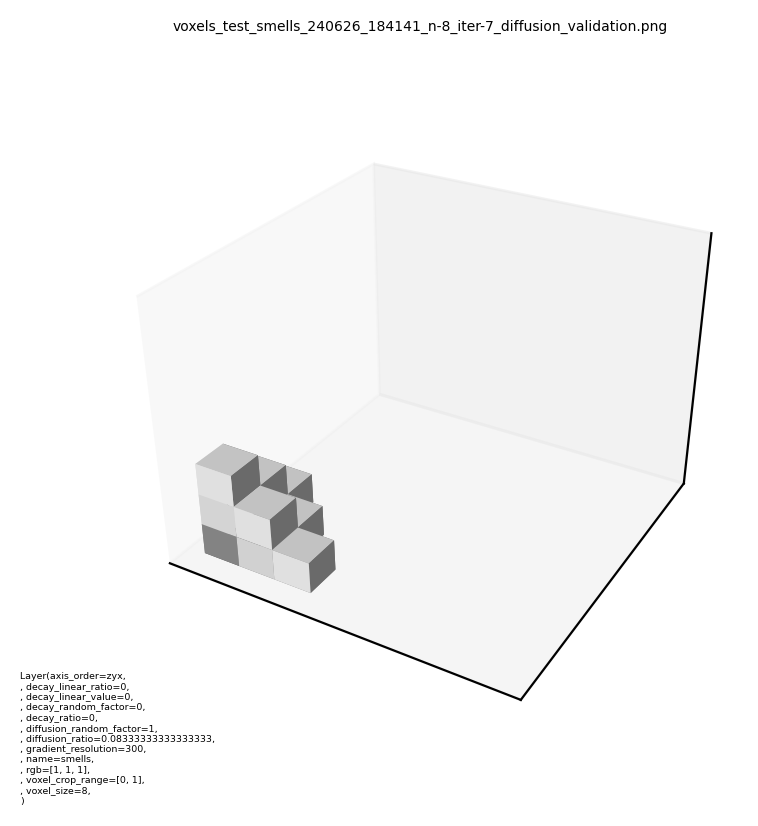 voxels_test_smells_240626_184141_n-8_iter-7_diffusion_validation.png
Layer(axis_order=zyx,
, decay_linear_ratio=0,
, decay_linear_value=0,
, decay_random_factor=0,
, decay_ratio=0,
, diffusion_random_factor=1,
, diffusion_ratio=0.08333333333333333,
, gradient_resolution=300,
, name=smells,
, rgb=[1, 1, 1],
, voxel_crop_range=[0, 1],
, voxel_size=8,
)